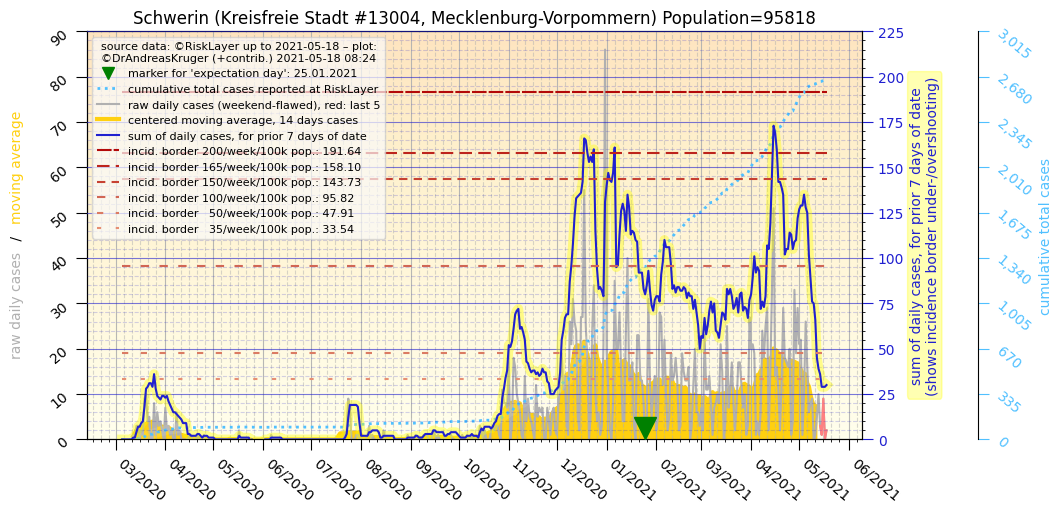 Schwerin (Kreisfreie Stadt #13004, Mecklenburg-Vorpommern) Population=95818
source data: ©RiskLayer up to 2021-05-18 – plot:
©DrAndreasKruger (+contrib.) 2021-05-18 08:24
marker for 'expectation day': 25.01.2021
cumulative total cases reported at RiskLayer
raw daily cases (weekend-flawed), red: last 5
centered moving average, 14 days cases
sum of daily cases, for prior 7 days of date
incid. border 200/week/100k pop.: 191.64
incid. border 165/week/100k pop.: 158.10
incid. border 150/week/100k pop.: 143.73
incid. border 100/week/100k pop.: 95.82
incid. border 50/week/100k pop.: 47.91
incid. border 35/week/100k pop.: 33.54
raw daily cases / moving average
90
80
70
60
50
40
30
20
10
0
03/2020
04/2020
05/2020
06/2020
07/2020
08/2020
09/2020
10/2020
11/2020
12/2020
01/2021
02/2021
03/2021
04/2021
05/2021
06/2021
225
200
175
150
125
100
75
50
25
0
sum of daily cases, for prior 7 days of date
(shows incidence border under-/overshooting)
3,015
2,680
2,345
2,010
1,675
1,340
1,005
670
335
0
cumulative total cases